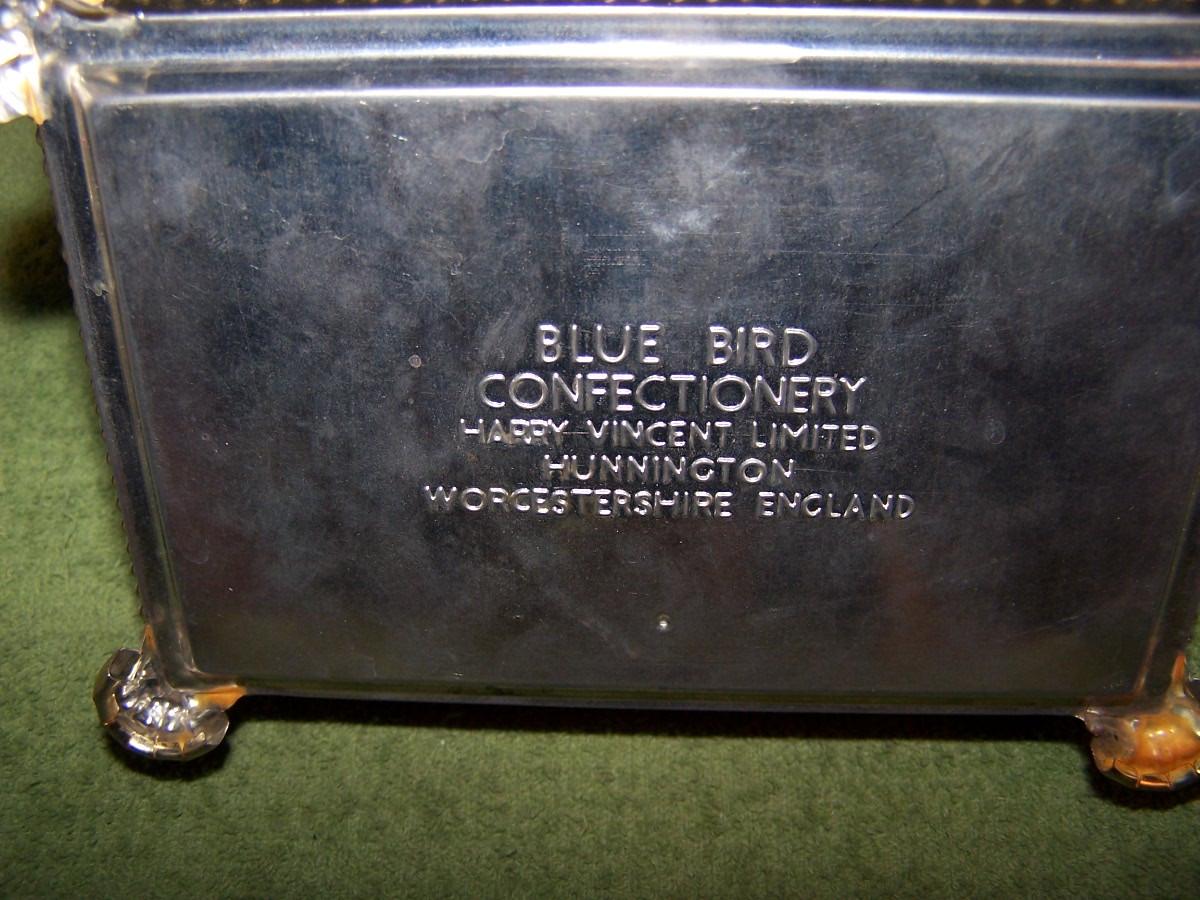 BLUE BIRD
CONFECTIONERY
HARRY VINCENT LIMITED
HUNNINGTON
WORCESTERSHIRE ENGLAND